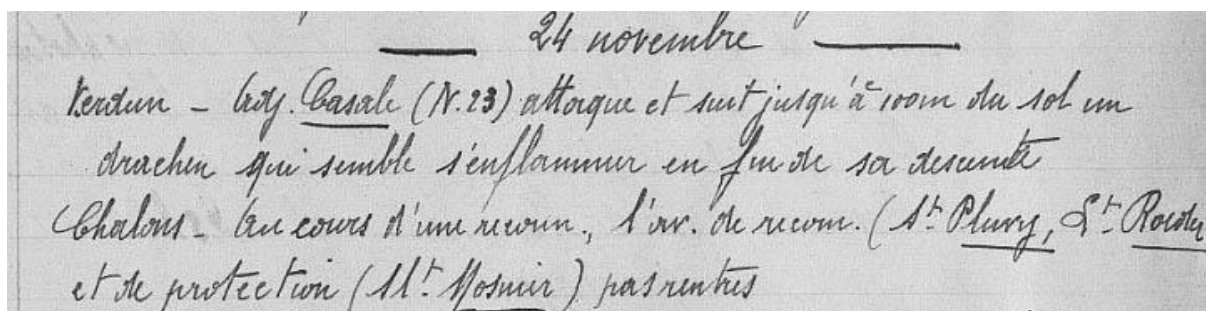 24 novembre
Verdun - Adj. Casale (N.23) attaque et suit jusqu'à 100m du sol un
drachen qui semble s'enflammer en fin de sa descente
Chalons - Au cours d'une reconn., l'av. de reconn. (St Pluvy, Lt
et de protection (Mt Mosnier) pas rentrés